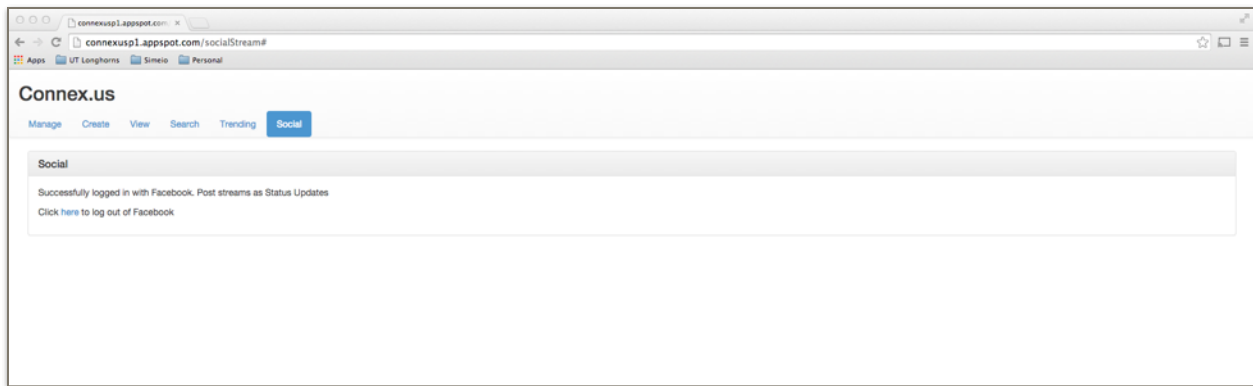 connexusp1.appspot.com/
connexusp1.appspot.com/socialStream#
Apps UT Longhorns Simeio Personal
Connex.us
Manage Create View Search Trending Social
Social
Successfully logged in with Facebook. Post streams as Status Updates
Click here to log out of Facebook